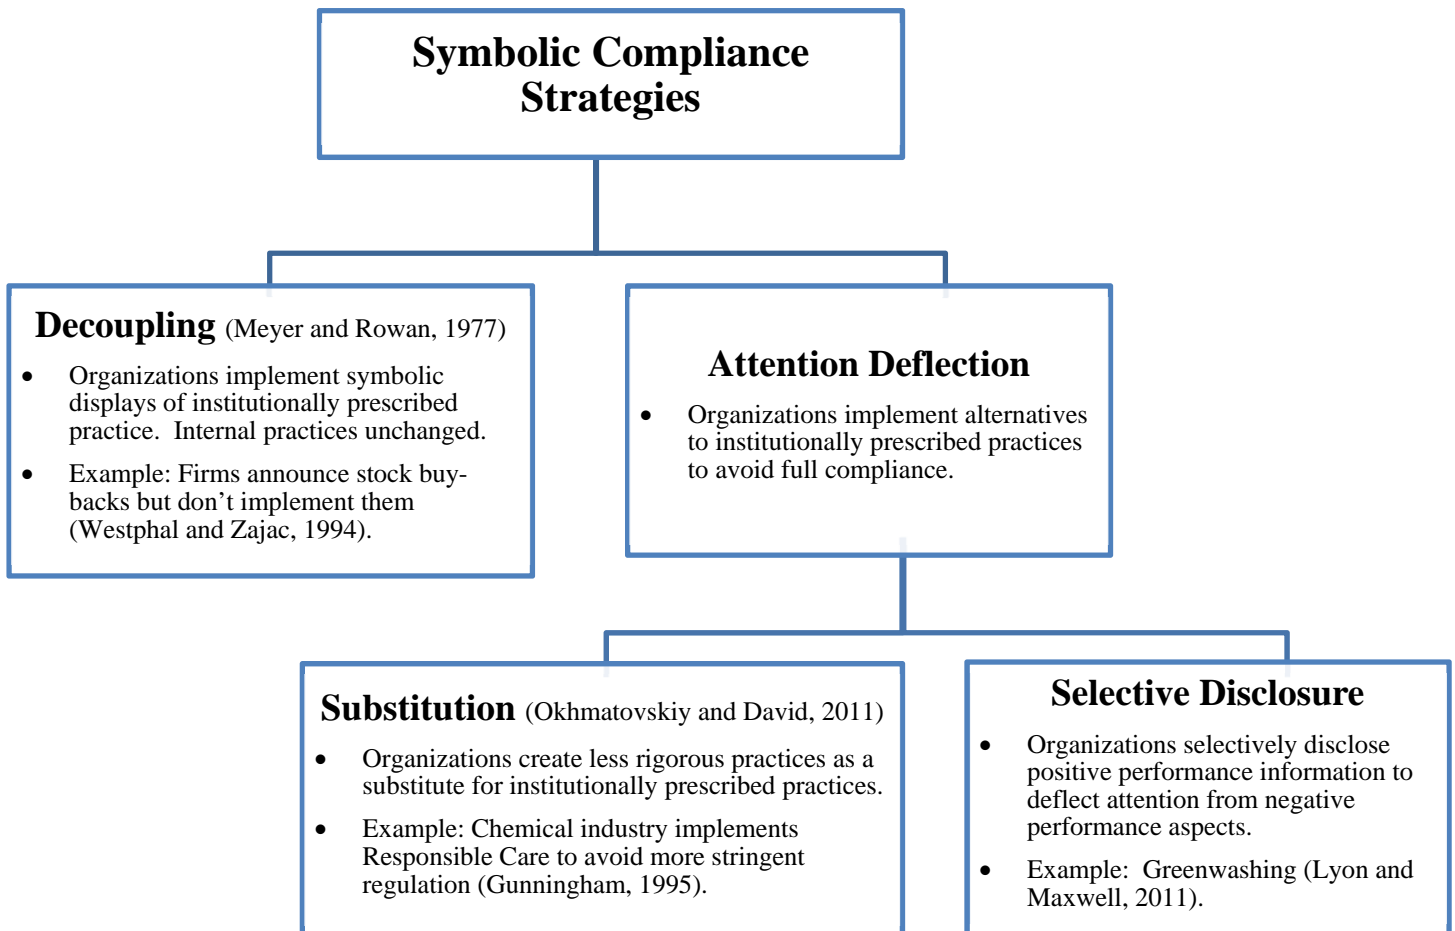 Symbolic Compliance
Strategies
Decoupling (Meyer and Rowan, 1977)
• Organizations implement symbolic
displays of institutionally prescribed
practice.  Internal practices unchanged.
• Example: Firms announce stock buy-
backs but don’t implement them
(Westphal and Zajac, 1994).
Attention Deflection
• Organizations implement alternatives
to institutionally prescribed practices
to avoid full compliance.
Substitution (Okhmatovskiy and David, 2011)
• Organizations create less rigorous practices as a
substitute for institutionally prescribed practices.
• Example: Chemical industry implements
Responsible Care to avoid more stringent
regulation (Gunningham, 1995).
Selective Disclosure
• Organizations selectively disclose
positive performance information to
deflect attention from negative
performance aspects.
• Example:  Greenwashing (Lyon and
Maxwell, 2011).